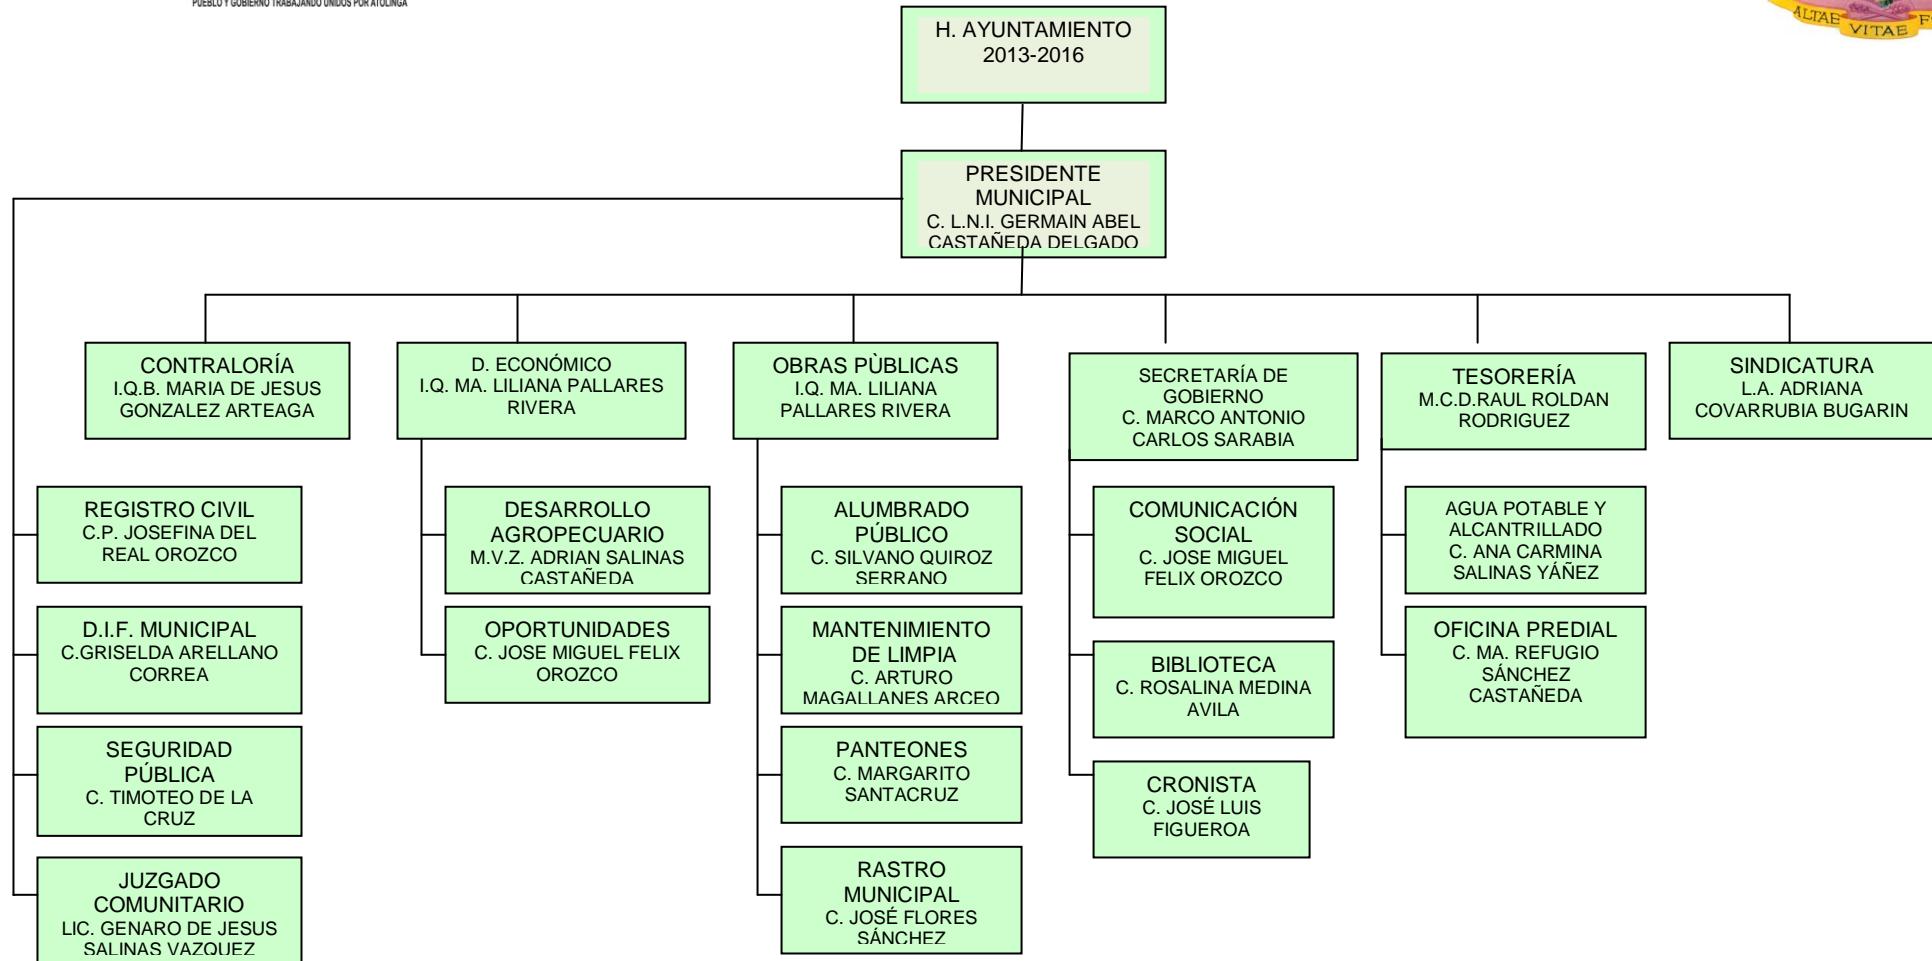 PUEBLO Y GOBIERNO TRABAJANDO UNIDOS POR ATOLINGA
ALTAE VITAE
H. AYUNTAMIENTO
2013-2016
PRESIDENTE
MUNICIPAL
C. L.N.I. GERMAIN ABEL
CASTAÑEDA DELGADO
CONTRALORÍA
I.Q.B. MARIA DE JESUS
GONZALEZ ARTEAGA
D. ECONÓMICO
I.Q. MA. LILIANA PALLARES
RIVERA
OBRAS PÙBLICAS
I.Q. MA. LILIANA
PALLARES RIVERA
SECRETARÍA DE
GOBIERNO
C. MARCO ANTONIO
CARLOS SARABIA
TESORERÍA
M.C.D.RAUL ROLDAN
RODRIGUEZ
SINDICATURA
L.A. ADRIANA
COVARRUBIA BUGARIN
REGISTRO CIVIL
C.P. JOSEFINA DEL
REAL OROZCO
D.I.F. MUNICIPAL
C.GRISELDA ARELLANO
CORREA
SEGURIDAD
PÚBLICA
C. TIMOTEO DE LA
CRUZ
JUZGADO
COMUNITARIO
LIC. GENARO DE JESUS
SALINAS VAZQUEZ
DESARROLLO
AGROPECUARIO
M.V.Z. ADRIAN SALINAS
CASTAÑEDA
OPORTUNIDADES
C. JOSE MIGUEL FELIX
OROZCO
ALUMBRADO
PÚBLICO
C. SILVANO QUIROZ
SERRANO
MANTENIMIENTO
DE LIMPIA
C. ARTURO
MAGALLANES ARCEO
PANTEONES
C. MARGARITO
SANTACRUZ
RASTRO
MUNICIPAL
C. JOSÉ FLORES
SÁNCHEZ
COMUNICACIÓN
SOCIAL
C. JOSE MIGUEL
FELIX OROZCO
BIBLIOTECA
C. ROSALINA MEDINA
AVILA
CRONISTA
C. JOSÉ LUIS
FIGUEROA
AGUA POTABLE Y
ALCANTRILLADO
C. ANA CARMINA
SALINAS YÁÑEZ
OFICINA PREDIAL
C. MA. REFUGIO
SÁNCHEZ
CASTAÑEDA